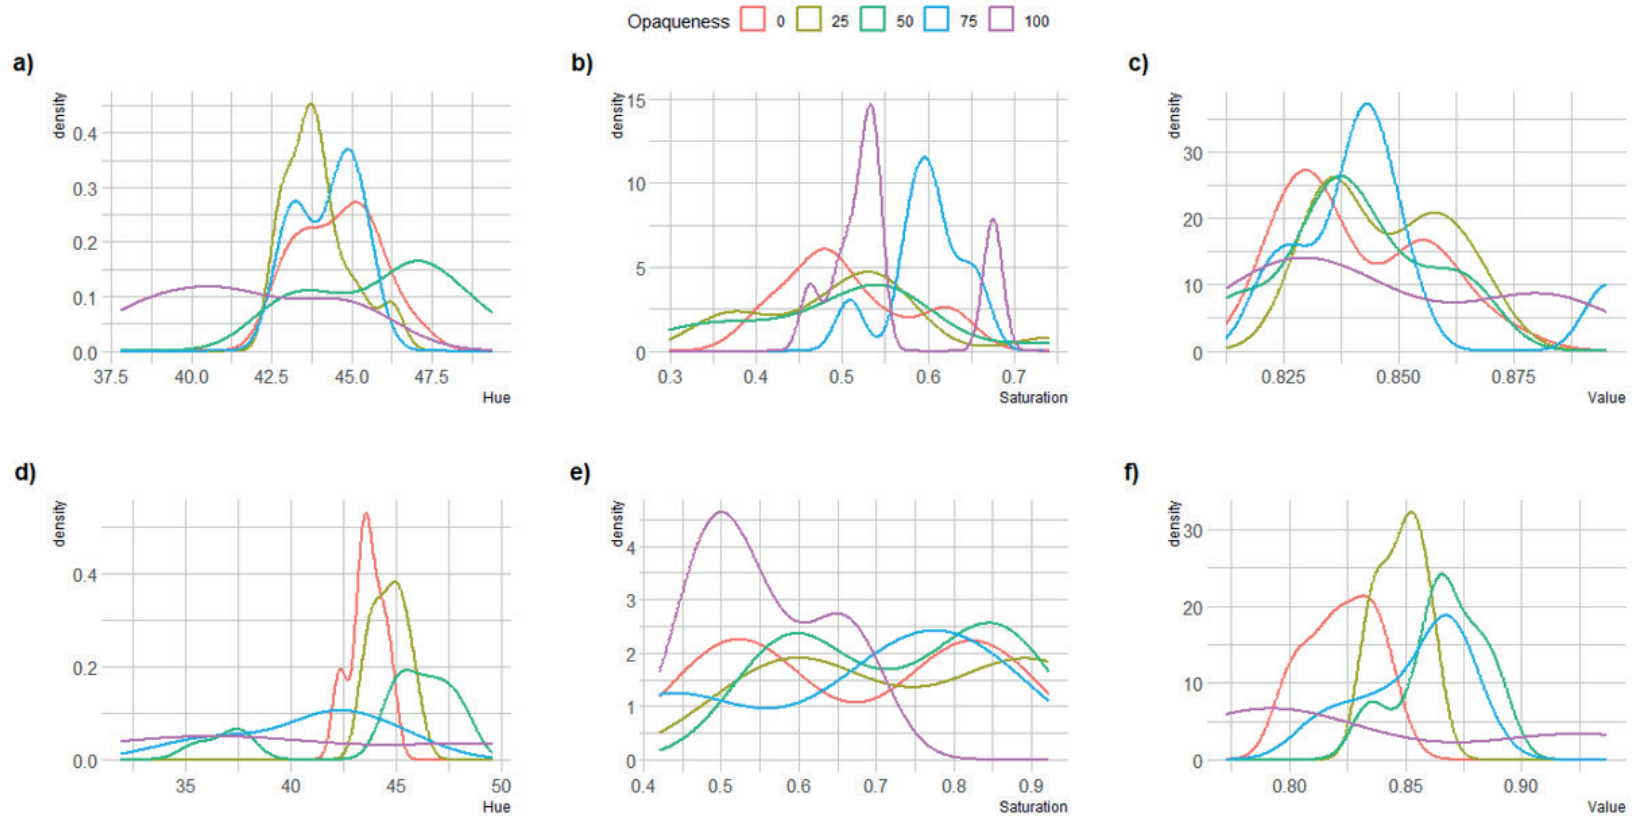 Opaqueness 0 25 50 75 100
a)
density
0.4
0.3
0.2
0.1
0.0
37.5 40.0 42.5 45.0 47.5
Hue
b)
density
15
10
5
0
0.3 0.4 0.5 0.6 0.7
Saturation
c)
density
30
20
10
0
0.825 0.850 0.875
Value
d)
density
0.4
0.2
0.0
35 40 45 50
Hue
e)
density
4
3
2
1
0
0.4 0.5 0.6 0.7 0.8 0.9
Saturation
f)
density
30
20
10
0
0.80 0.85 0.90
Value